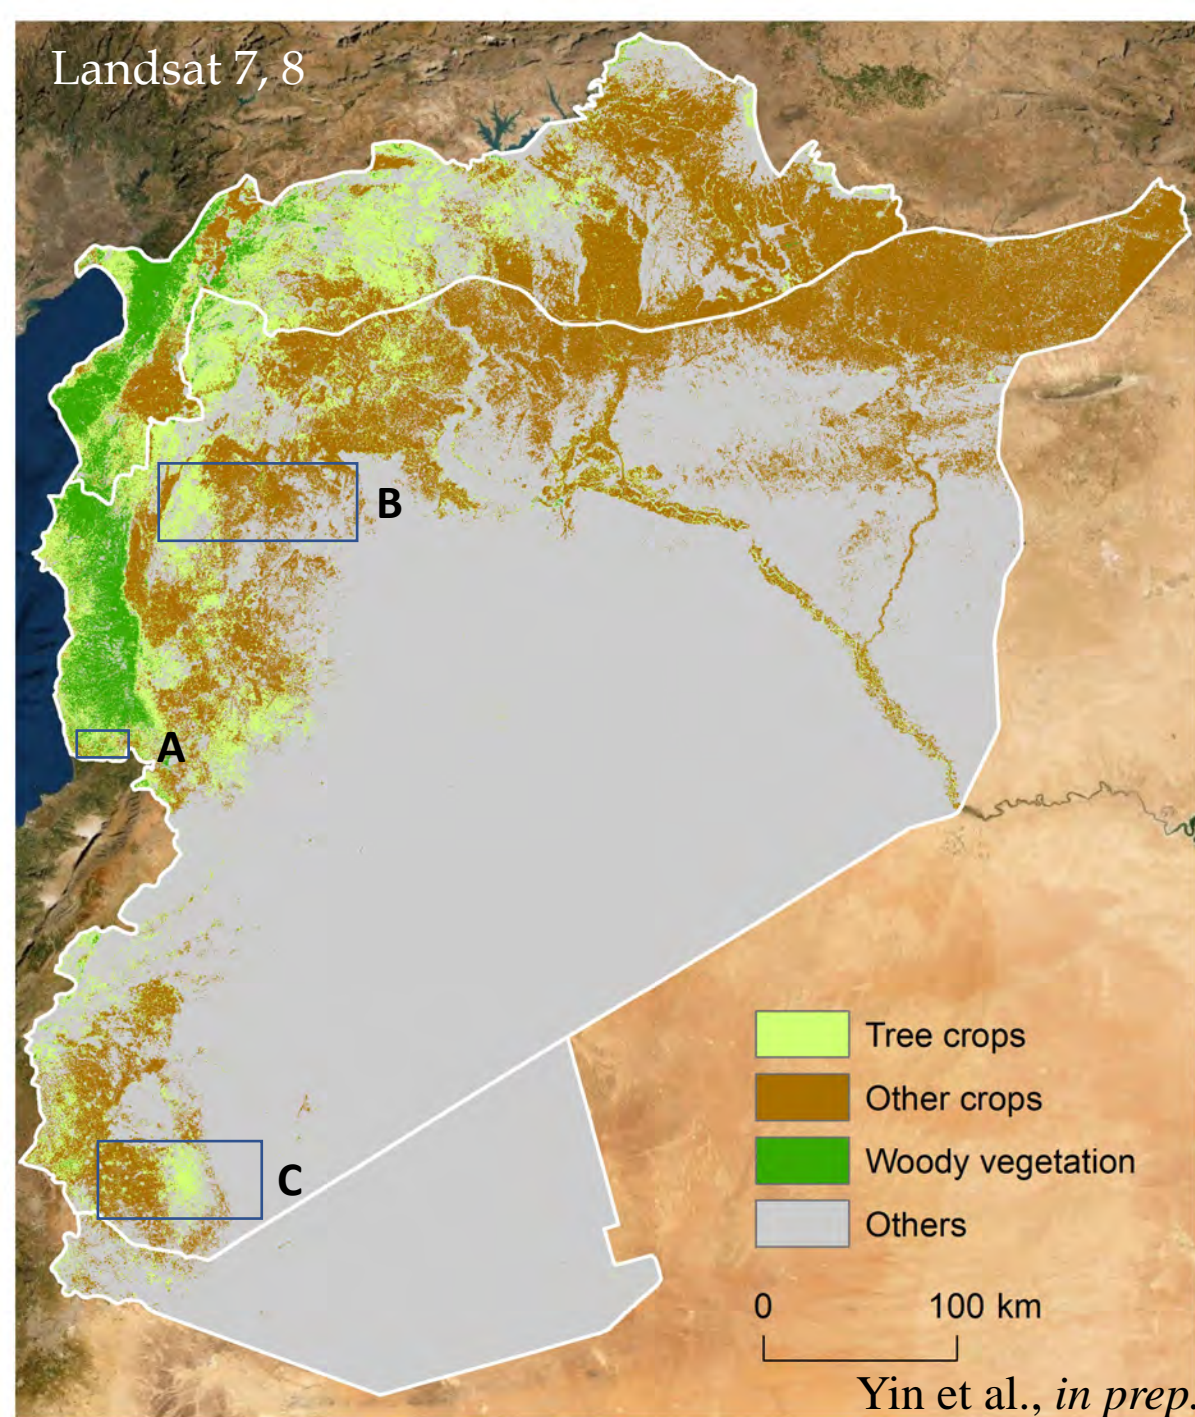 Landsat 7, 8
B
A
C
Tree crops
Other crops
Woody vegetation
Others
0 100 km
Yin et al., in prep.